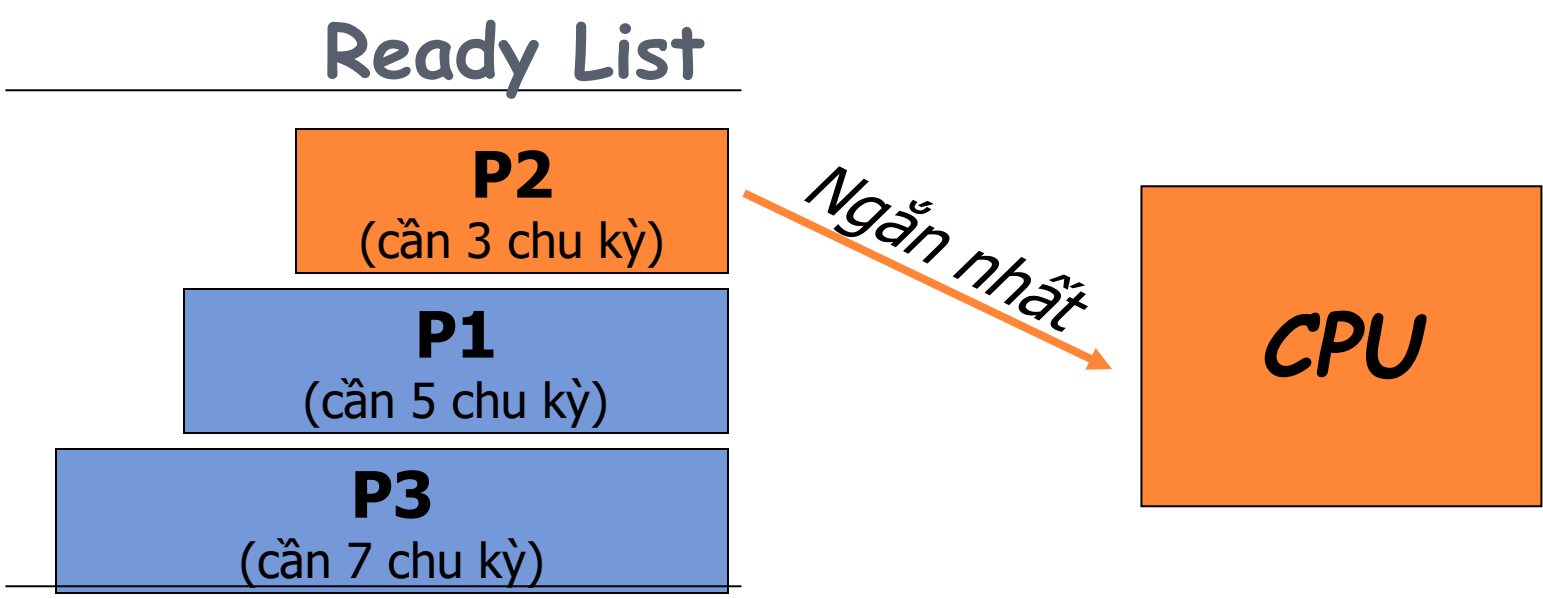 Ready List
P2
(cần 3 chu kỳ)
Ngắn nhất
P1
(cần 5 chu kỳ)
CPU
P3
(cần 7 chu kỳ)